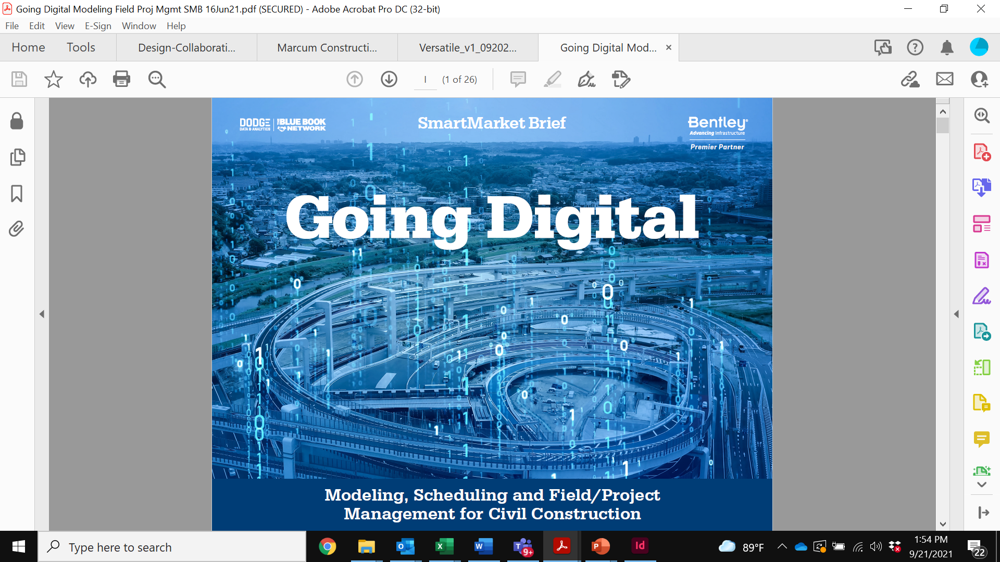 Going Digital Modeling Field Proj Mgmt SMB 16Jun21.pdf (SECURED) - Adobe Acrobat Pro DC (32-bit)
File Edit View E-Sign Window Help
Home Tools Design-Collaborati... Marcum Constructi... Versatile_v1_09202... Going Digital Mod...
I (1 of 26)
DODGE
DATA & ANALYTICS
THE BLUE BOOK
NETWORK
SmartMarket Brief
Bentley®
Advancing Infrastructure
Premier Partner
Going Digital
Modeling, Scheduling and Field/Project
Management for Civil Construction
Type here to search
9+
Id
89°F
1:54 PM
9/21/2021
22